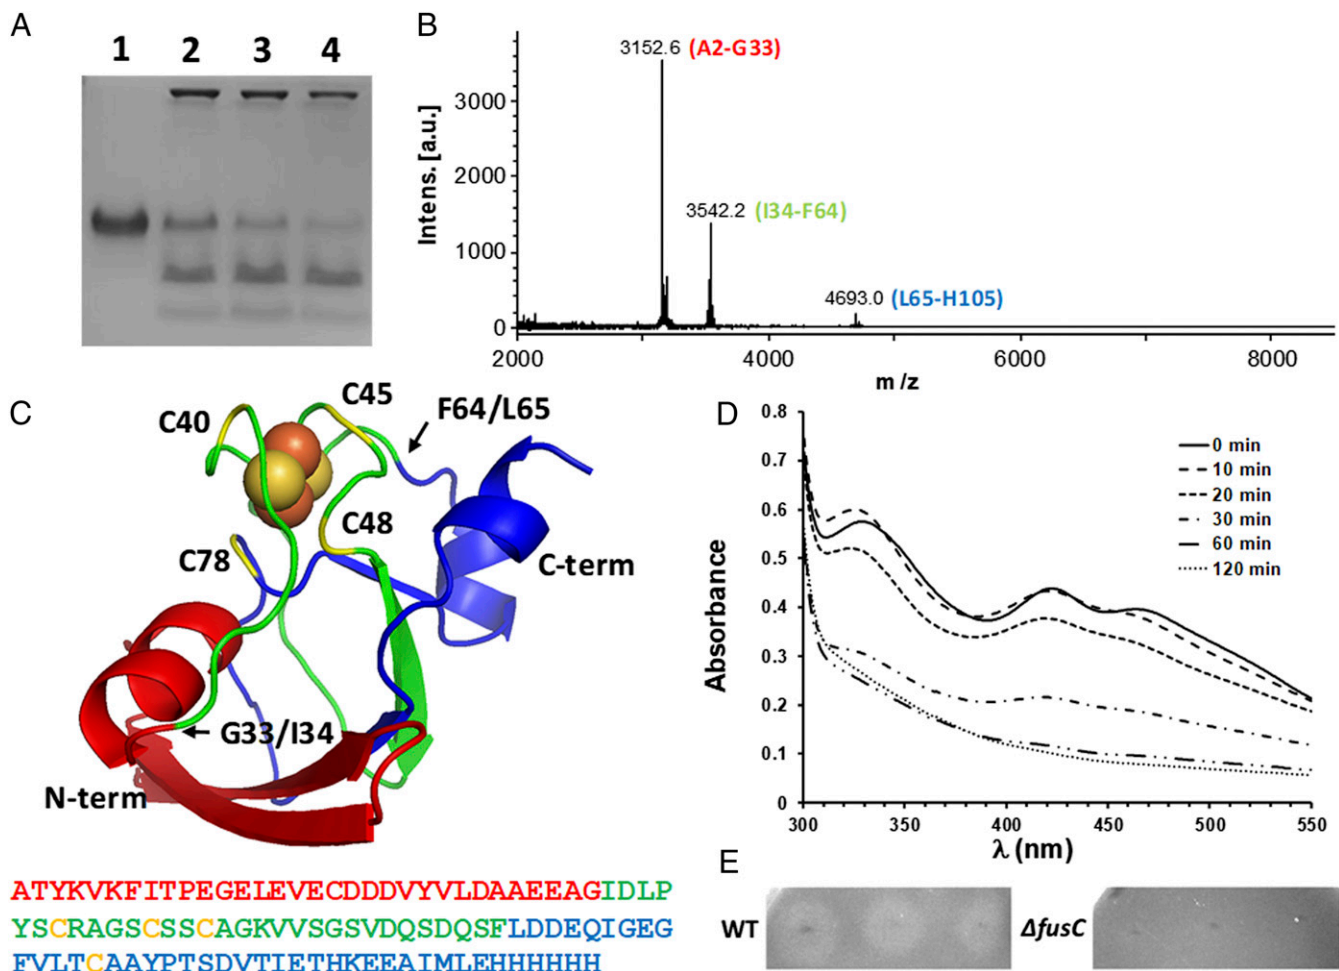 A
1 2 3 4
B
3152.6 (A2-G33)
3542.2 (I34-F64)
4693.0 (L65-H105)
Intens. [a.u.]
3000
2000
1000
0
2000 4000 6000 8000
m /z
C
C40
C45
F64/L65
C48
C78
C-term
G33/I34
N-term
ATYKVKFITPEGELEVECDDDVYVLDAAEEAGIDLP
YSCRAGSCSSCAGKVVSGSVDQSDQSFLDDEQIGEG
FVLTCAAYPTSDVTIETHKEEAIMLEHHHHHH
D
0.8
0.7
0.6
0.5
0.4
0.3
0.2
0.1
0
Absorbance
0 min
10 min
20 min
30 min
60 min
120 min
300 350 400 450 500 550
λ (nm)
E
WT
ΔfusC